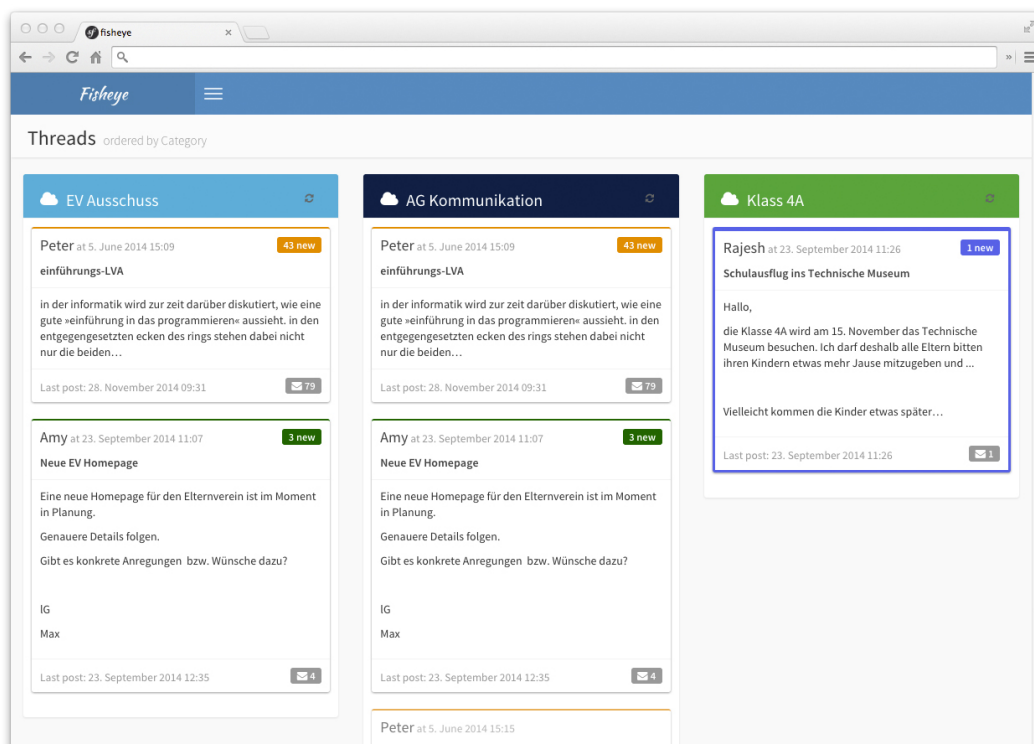 fisheye
Fisheye
Threads ordered by Category
EV Ausschuss
Peter at 5. June 2014 15:09 43 new
einführungs-LVA
in der informatik wird zur zeit darüber diskutiert, wie eine
gute »einführung in das programmieren« aussieht. in den
entgegengesetzten ecken des rings stehen dabei nicht
nur die beiden…
Last post: 28. November 2014 09:31 79
Amy at 23. September 2014 11:07 3 new
Neue EV Homepage
Eine neue Homepage für den Elternverein ist im Moment
in Planung.
Genauere Details folgen.
Gibt es konkrete Anregungen bzw. Wünsche dazu?
lG
Max
Last post: 23. September 2014 12:35 4
AG Kommunikation
Peter at 5. June 2014 15:09 43 new
einführungs-LVA
in der informatik wird zur zeit darüber diskutiert, wie eine
gute »einführung in das programmieren« aussieht. in den
entgegengesetzten ecken des rings stehen dabei nicht
nur die beiden…
Last post: 28. November 2014 09:31 79
Amy at 23. September 2014 11:07 3 new
Neue EV Homepage
Eine neue Homepage für den Elternverein ist im Moment
in Planung.
Genauere Details folgen.
Gibt es konkrete Anregungen bzw. Wünsche dazu?
lG
Max
Last post: 23. September 2014 12:35 4
Peter at 5. June 2014 15:15
Klass 4A
Rajesh at 23. September 2014 11:26 1 new
Schulausflug ins Technische Museum
Hallo,
die Klasse 4A wird am 15. November das Technische
Museum besuchen. Ich darf deshalb alle Eltern bitten
ihren Kindern etwas mehr Jause mitzugeben und ...
Vielleicht kommen die Kinder etwas später…
Last post: 23. September 2014 11:26 1